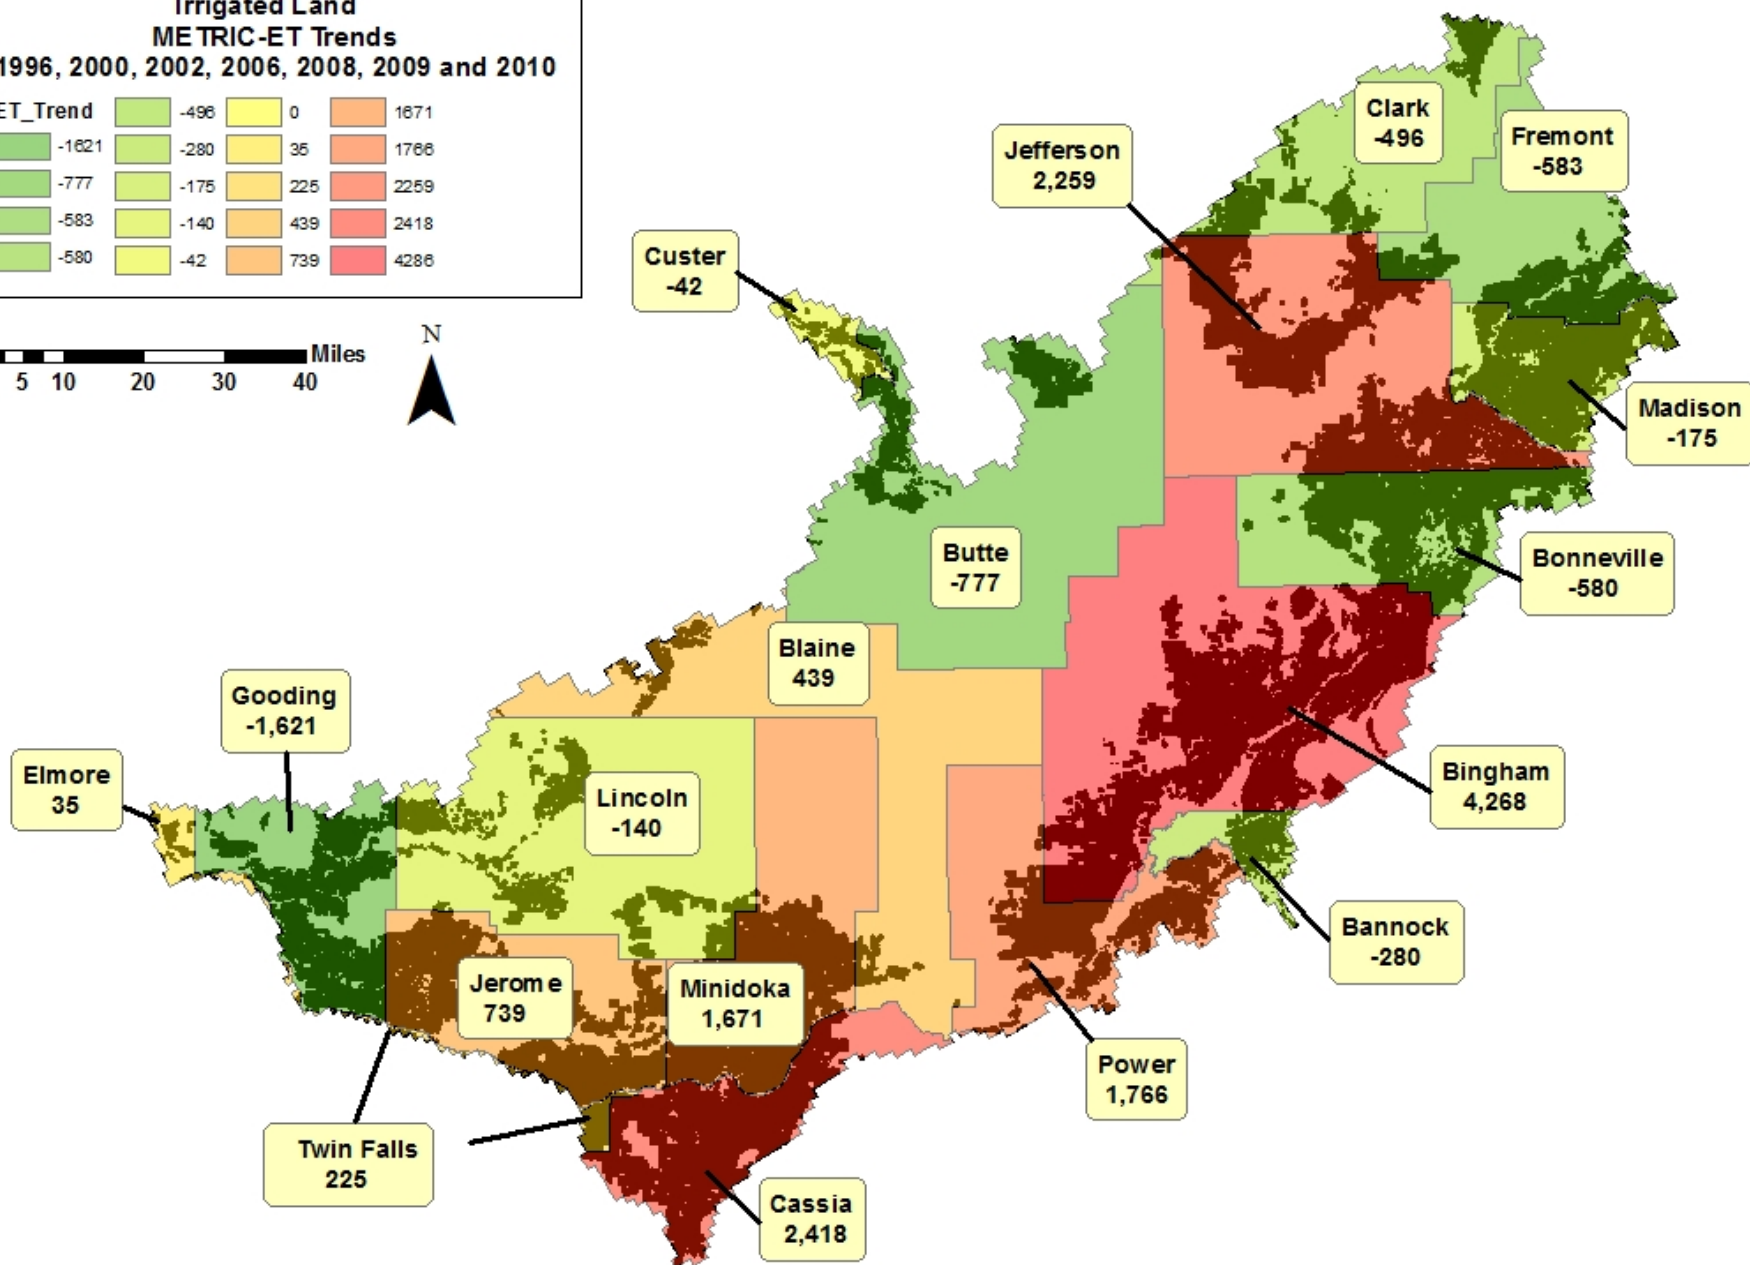 Irrigated Land
METRIC-ET Trends
1996, 2000, 2002, 2006, 2008, 2009 and 2010
ET_Trend
-1621
-777
-583
-580
-496
-280
-175
-140
-42
0
35
225
439
739
1671
1766
2259
2418
4286
Miles
5 10 20 30 40
N
Clark
-496
Fremont
-583
Jefferson
2,259
Custer
-42
Madison
-175
Butte
-777
Bonneville
-580
Blaine
439
Gooding
-1,621
Elmore
35
Lincoln
-140
Bingham
4,268
Bannock
-280
Jerome
739
Minidoka
1,671
Power
1,766
Twin Falls
225
Cassia
2,418